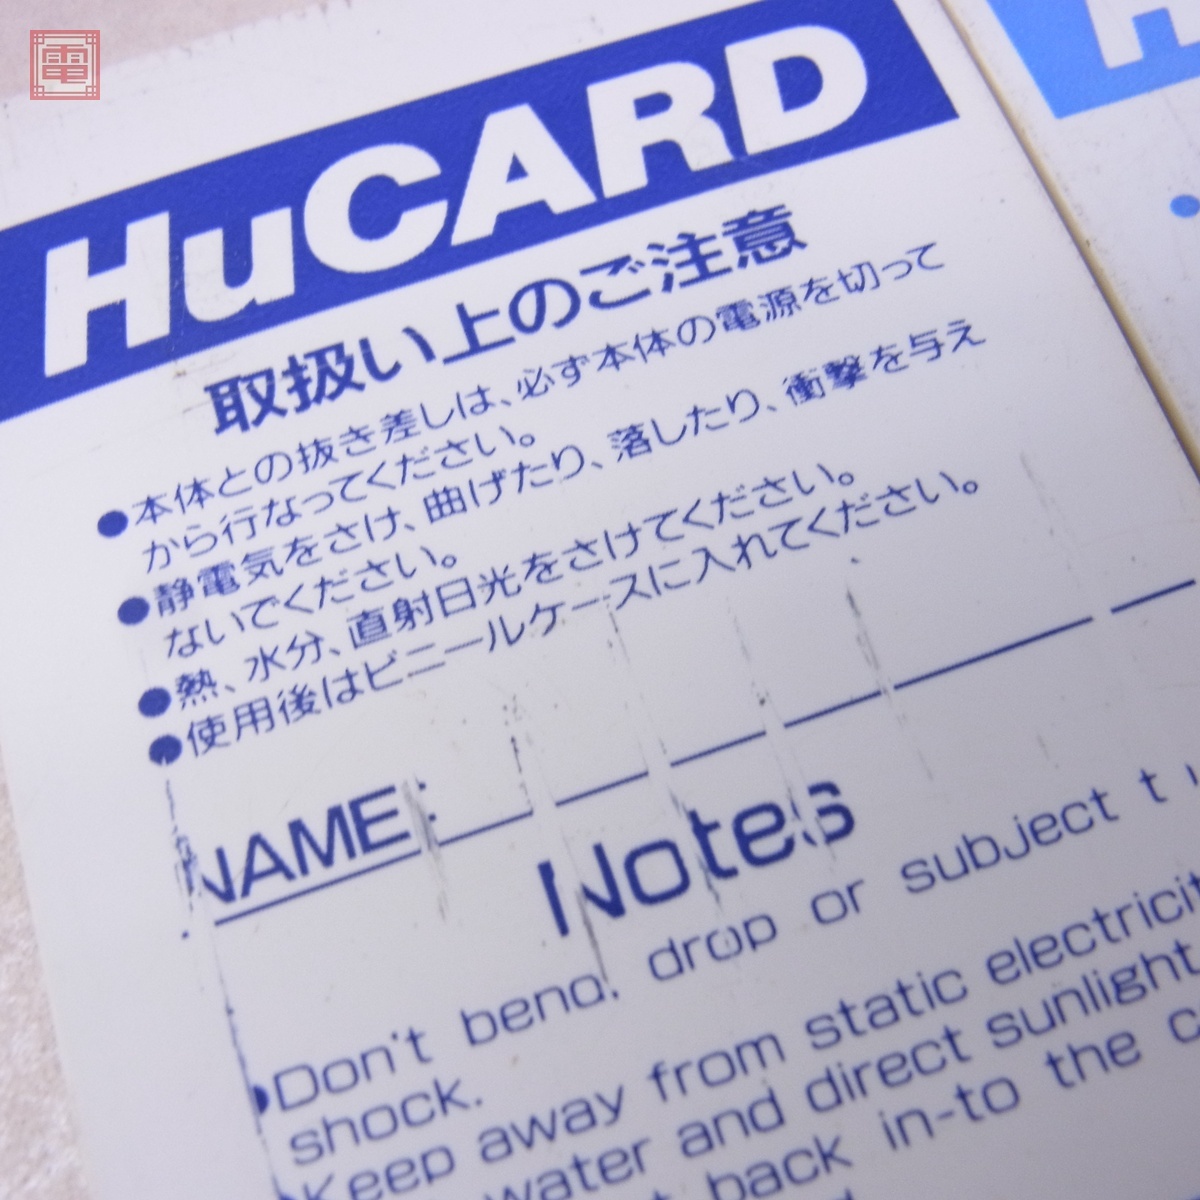 電
HuCARD
H
取扱い上のご注意
●本体との抜き差しは、必ず本体の電源を切って
から行なってください。
●静電気をさけ、曲げたり、落したり、衝撃を与え
ないでください。
●熱、水分、直射日光をさけてください。
●使用後はビニールケースに入れてください。
NAME:
Notes
●Don't bend, drop or subject t
shock.
Keep away from static electricit
water and direct sunlight
back in-to the c